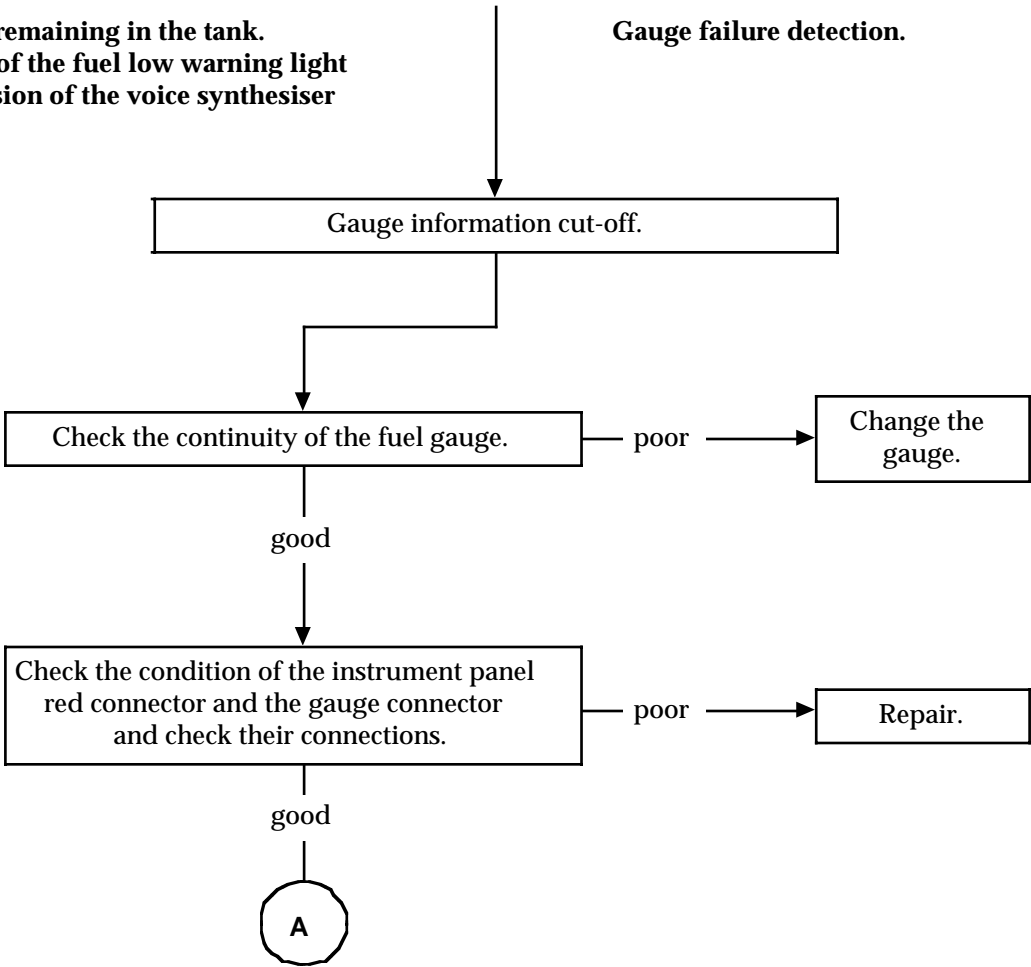 remaining in the tank.
of the fuel low warning light
sion of the voice synthesiser
Gauge failure detection.
Gauge information cut-off.
Check the continuity of the fuel gauge.
poor
Change the
gauge.
good
Check the condition of the instrument panel
red connector and the gauge connector
and check their connections.
poor
Repair.
good
A